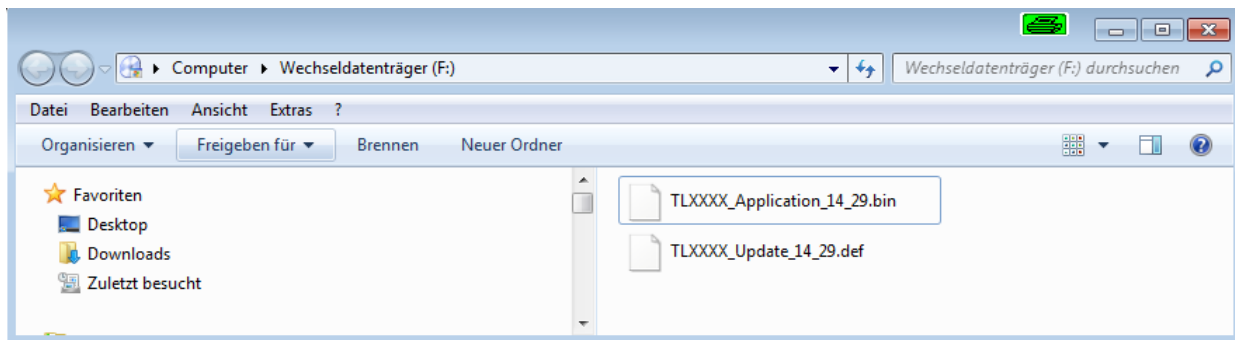 Computer Wechseldatenträger (F:) Wechseldatenträger (F:) durchsuchen
Datei Bearbeiten Ansicht Extras ?
Organisieren Freigeben für Brennen Neuer Ordner
Favoriten
Desktop
Downloads
Zuletzt besucht
TLXXXX_Application_14_29.bin
TLXXXX_Update_14_29.def